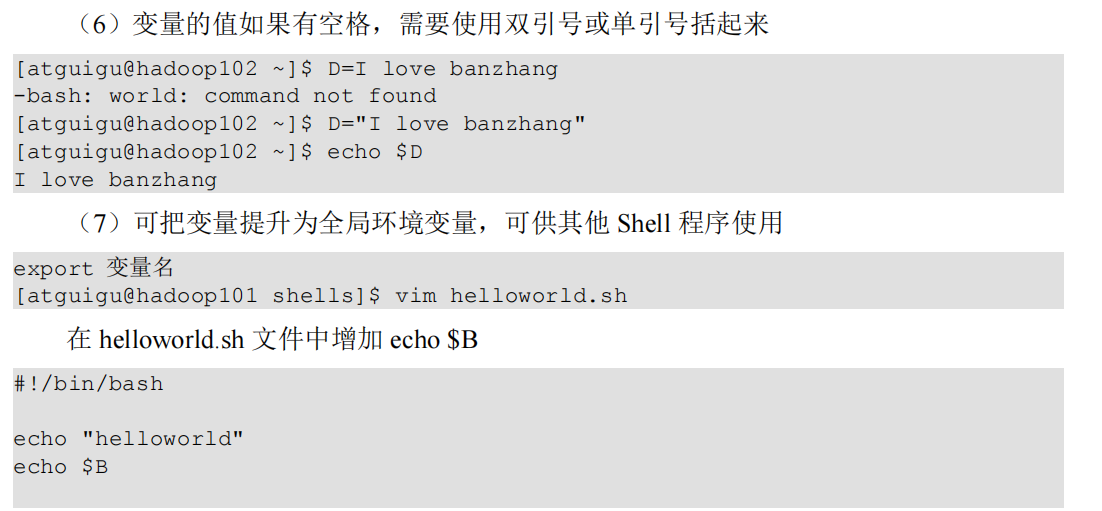 （6）变量的值如果有空格，需要使用双引号或单引号括起来
[atguigu@hadoop102 ~]$ D=I love banzhang
-bash: world: command not found
[atguigu@hadoop102 ~]$ D="I love banzhang"
[atguigu@hadoop102 ~]$ echo $D
I love banzhang
（7）可把变量提升为全局环境变量，可供其他 Shell 程序使用
export 变量名
[atguigu@hadoop101 shells]$ vim helloworld.sh
在 helloworld.sh 文件中增加 echo $B
#!/bin/bash
echo "helloworld"
echo $B